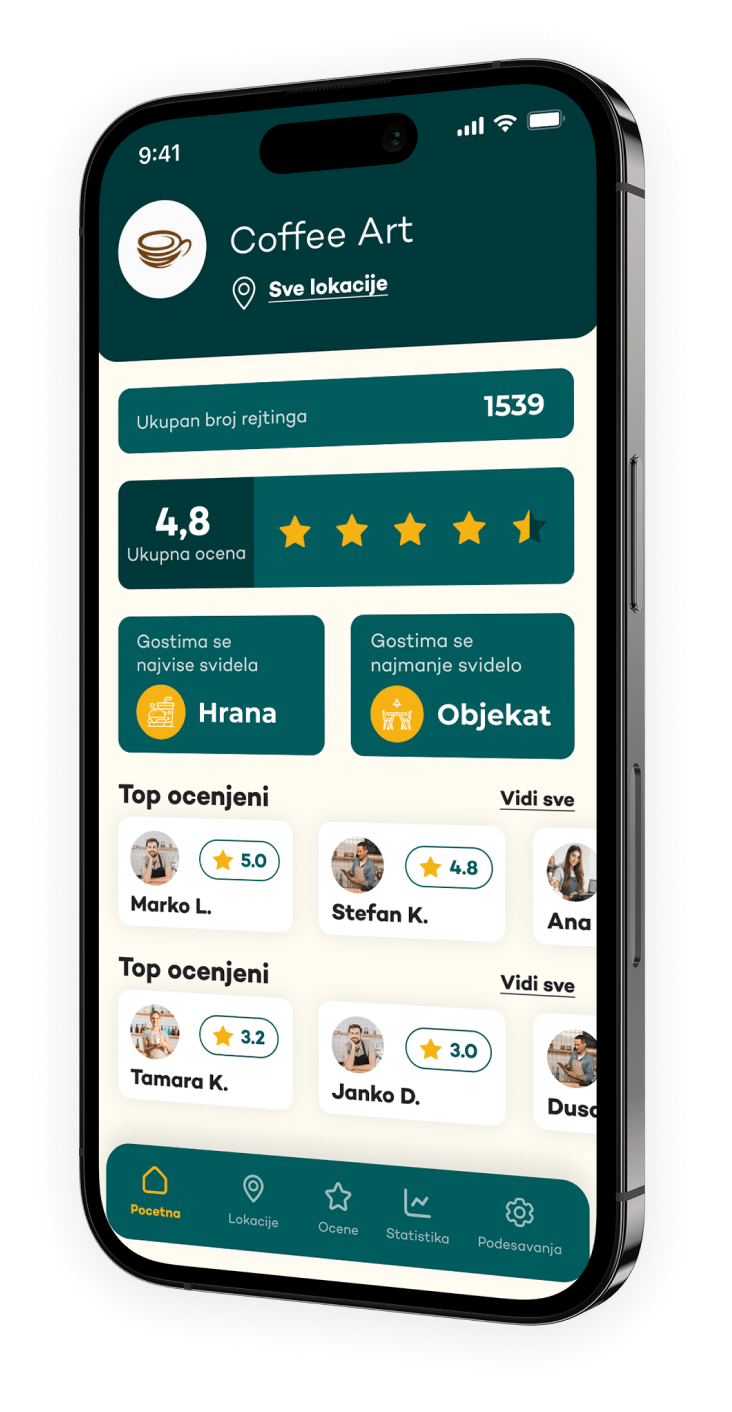 9:41
Coffee Art
Sve lokacije
Ukupan broj rejtinga
1539
4,8
Ukupna ocena
Gostima se
najvise svidela
Hrana
Gostima se
najmanje svidelo
Objekat
Top ocenjeni
Vidi sve
5.0
Marko L.
4.8
Stefan K.
Ana
Top ocenjeni
Vidi sve
3.2
Tamara K.
3.0
Janko D.
Pocetna
Lokacije
Ocene
Statistika
Podesavanja